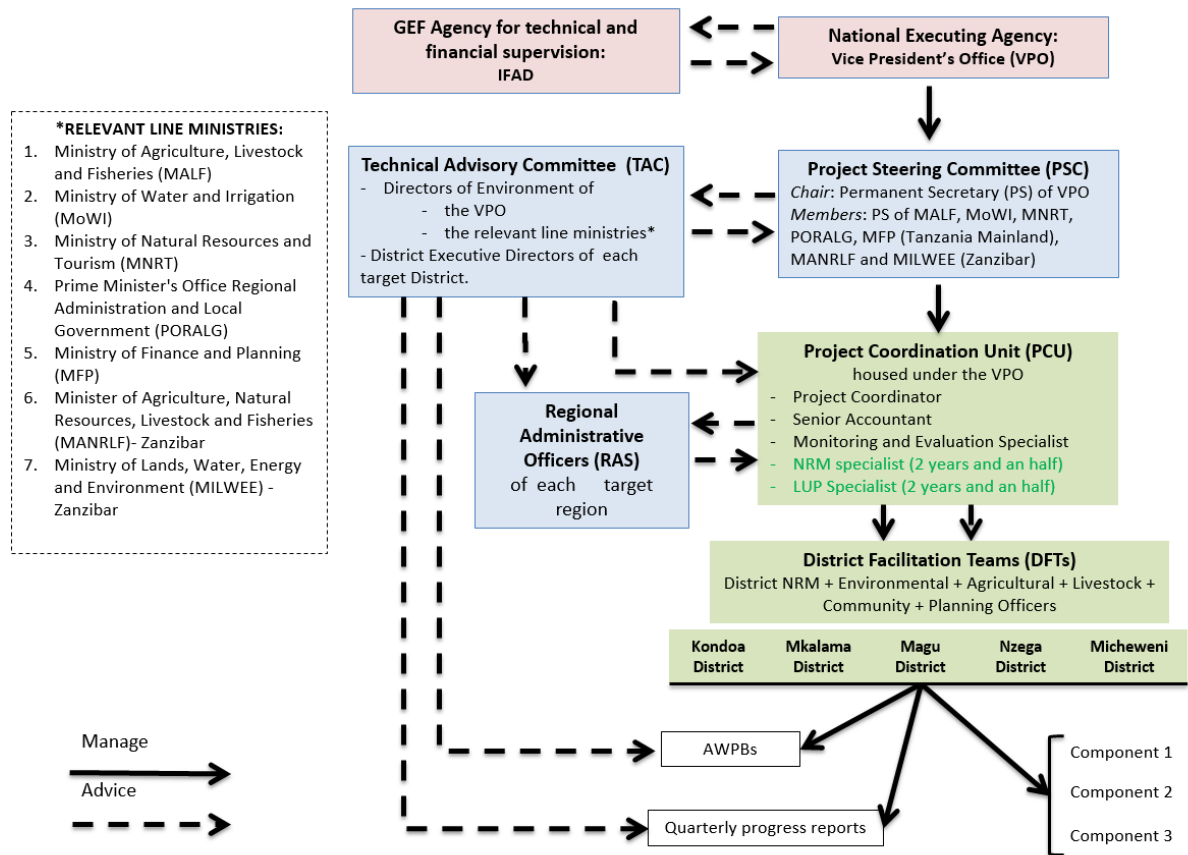 GEF Agency for technical and
financial supervision:
IFAD
National Executing Agency:
Vice President's Office (VPO)
*RELEVANT LINE MINISTRIES:
1. Ministry of Agriculture, Livestock
and Fisheries (MALF)
2. Ministry of Water and Irrigation
(MoWI)
3. Ministry of Natural Resources and
Tourism (MNRT)
4. Prime Minister's Office Regional
Administration and Local
Government (PORALG)
5. Ministry of Finance and Planning
(MFP)
6. Minister of Agriculture, Natural
Resources, Livestock and Fisheries
(MANRLF)- Zanzibar
7. Ministry of Lands, Water, Energy
and Environment (MILWEE) -
Zanzibar
Technical Advisory Committee (TAC)
- Directors of Environment of
- the VPO
- the relevant line ministries*
- District Executive Directors of each
target District.
Project Steering Committee (PSC)
Chair: Permanent Secretary (PS) of VPO
Members: PS of MALF, MoWI, MNRT,
PORALG, MFP (Tanzania Mainland),
MANRLF and MILWEE (Zanzibar)
Regional
Administrative
Officers (RAS)
of each target
region
Project Coordination Unit (PCU)
housed under the VPO
- Project Coordinator
- Senior Accountant
- Monitoring and Evaluation Specialist
- NRM specialist (2 years and an half)
- LUP Specialist (2 years and an half)
District Facilitation Teams (DFTs)
District NRM + Environmental + Agricultural + Livestock +
Community + Planning Officers
Kondoa
District
Mkalama
District
Magu
District
Nzega
District
Micheweni
District
AWPBs
Quarterly progress reports
Component 1
Component 2
Component 3
Manage
Advice